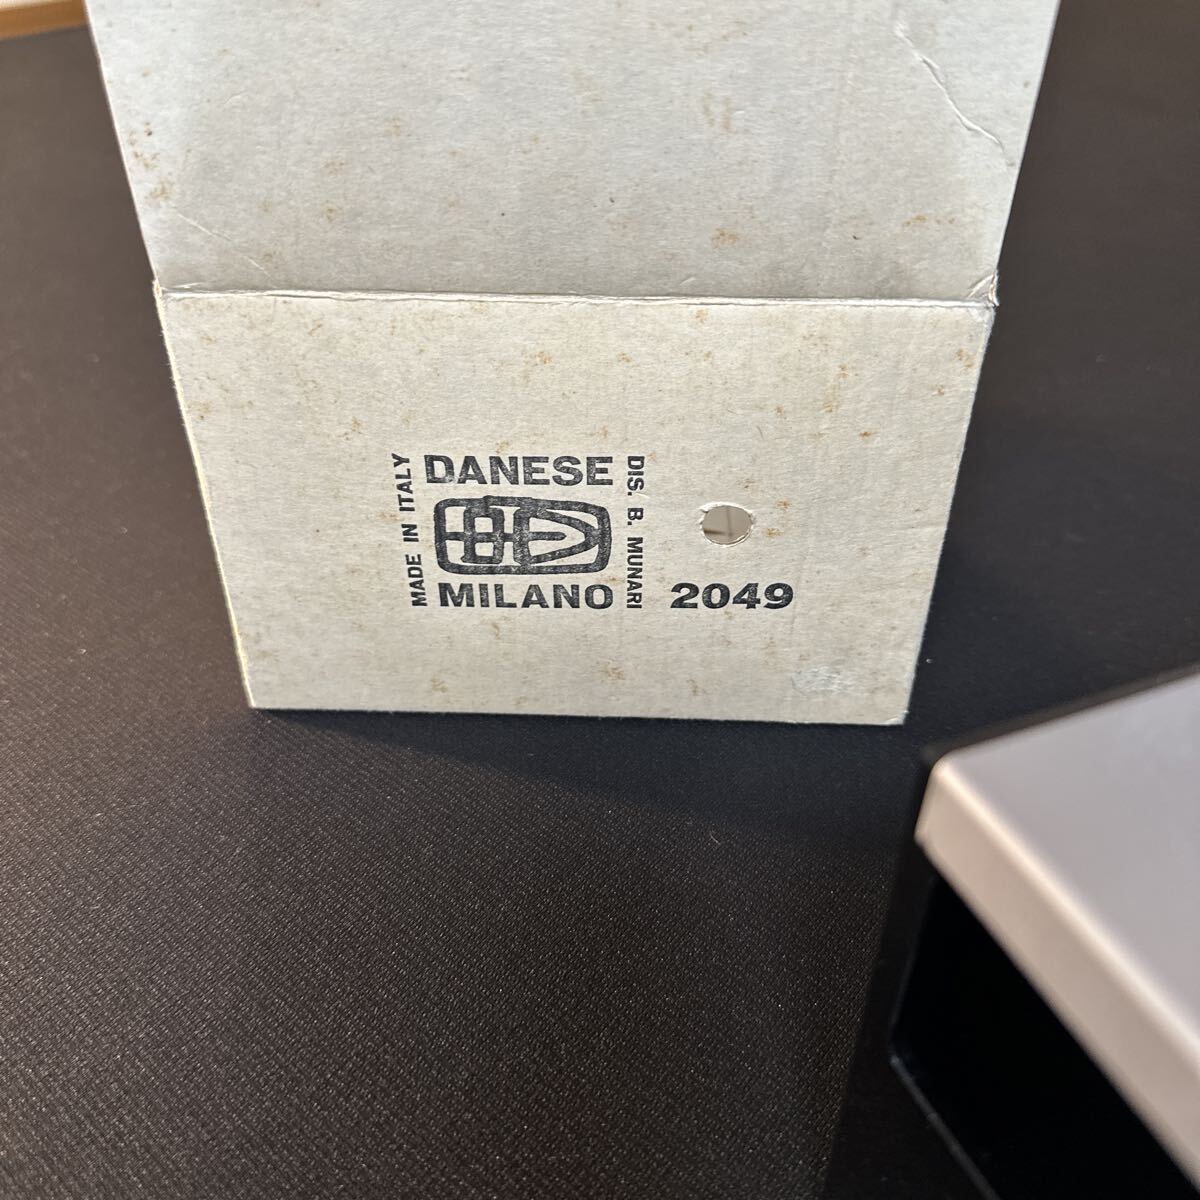 MADE IN ITALY
DANESE
MILANO
DIS. B. MUNARI
2049